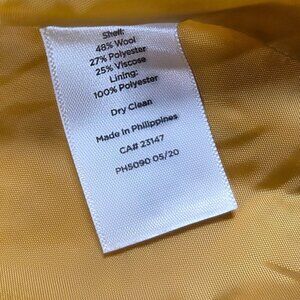 Shell:
48% Wool
27% Polyester
25% Viscose
Lining:
100% Polyester
Dry Clean
Made in Philippines
CA# 23147
PH5090 05/20